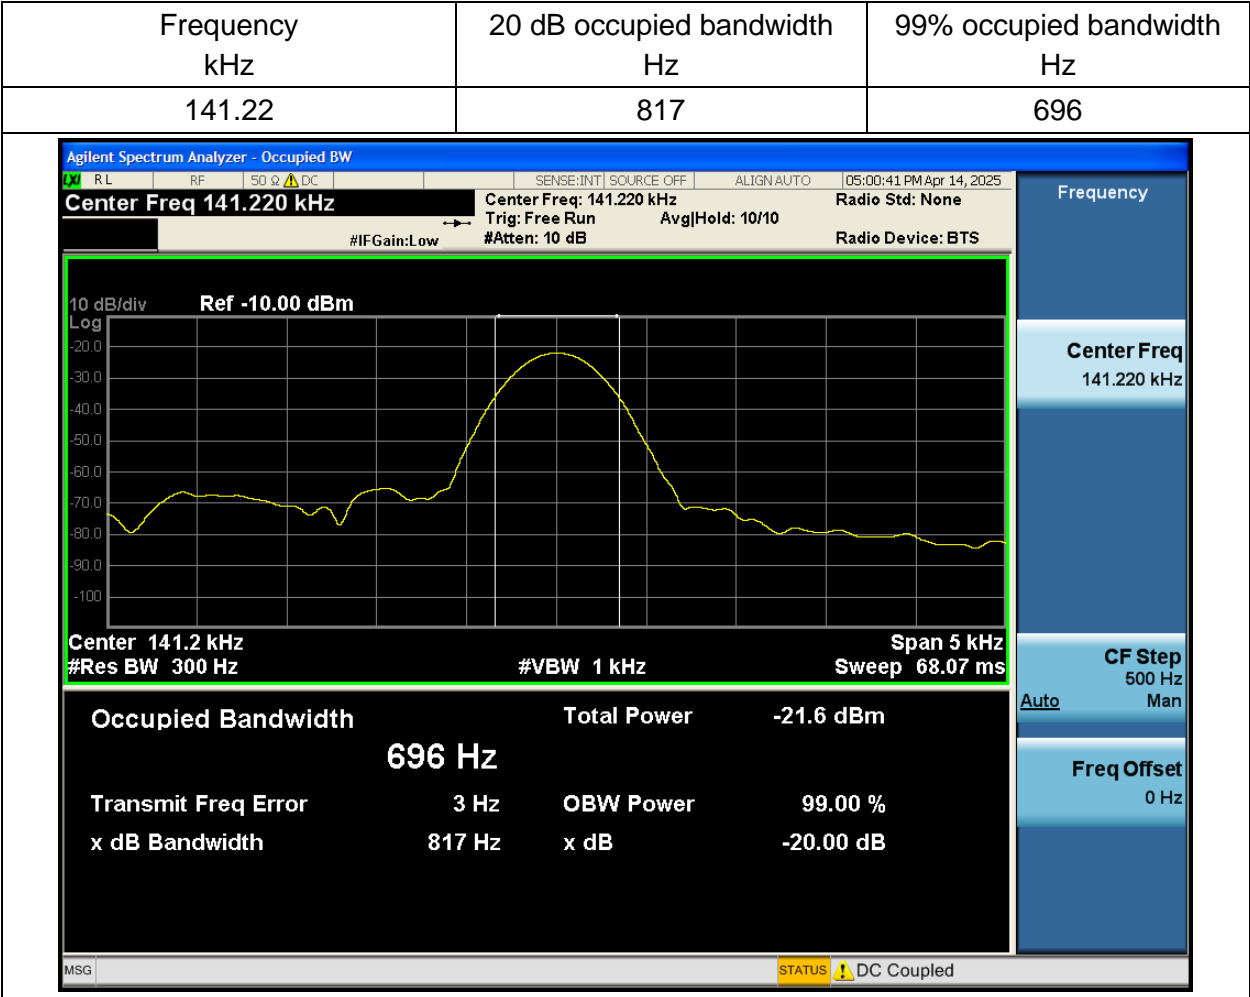 Frequency 20 dB occupied bandwidth 99% occupied bandwidth
kHz Hz Hz
141.22 817 696
Agilent Spectrum Analyzer - Occupied BW
LXI RL RF 50 Ω DC SENSE:INT SOURCE OFF ALIGN AUTO 05:00:41 PM Apr 14, 2025
Center Freq 141.220 kHz
Center Freq: 141.220 kHz Radio Std: None
Trig: Free Run Avg|Hold: 10/10
#IFGain:Low #Atten: 10 dB Radio Device: BTS
Frequency
10 dB/div Ref -10.00 dBm
Log
-20.0
-30.0
-40.0
-50.0
-60.0
-70.0
-80.0
-90.0
-100
Center 141.2 kHz Span 5 kHz
#Res BW 300 Hz #VBW 1 kHz Sweep 68.07 ms
Center Freq
141.220 kHz
CF Step
500 Hz
Auto Man
Freq Offset
0 Hz
Occupied Bandwidth Total Power -21.6 dBm
696 Hz
Transmit Freq Error 3 Hz OBW Power 99.00 %
x dB Bandwidth 817 Hz x dB -20.00 dB
MSG STATUS DC Coupled